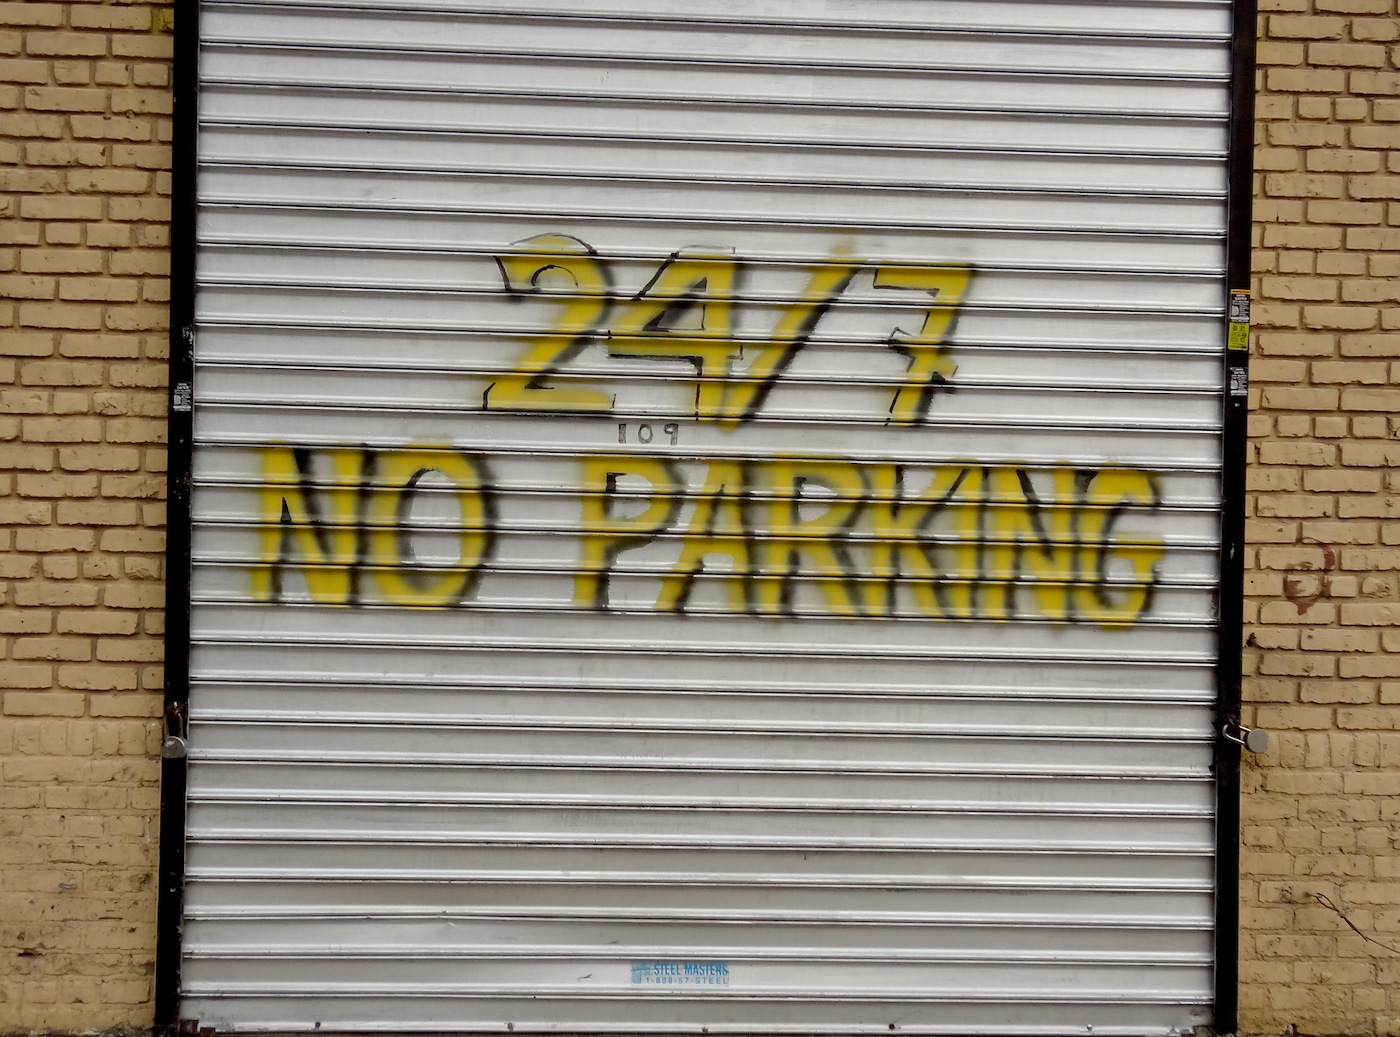 24/7
109
NO PARKING
STEEL MASTERS
1-888-57-STEEL